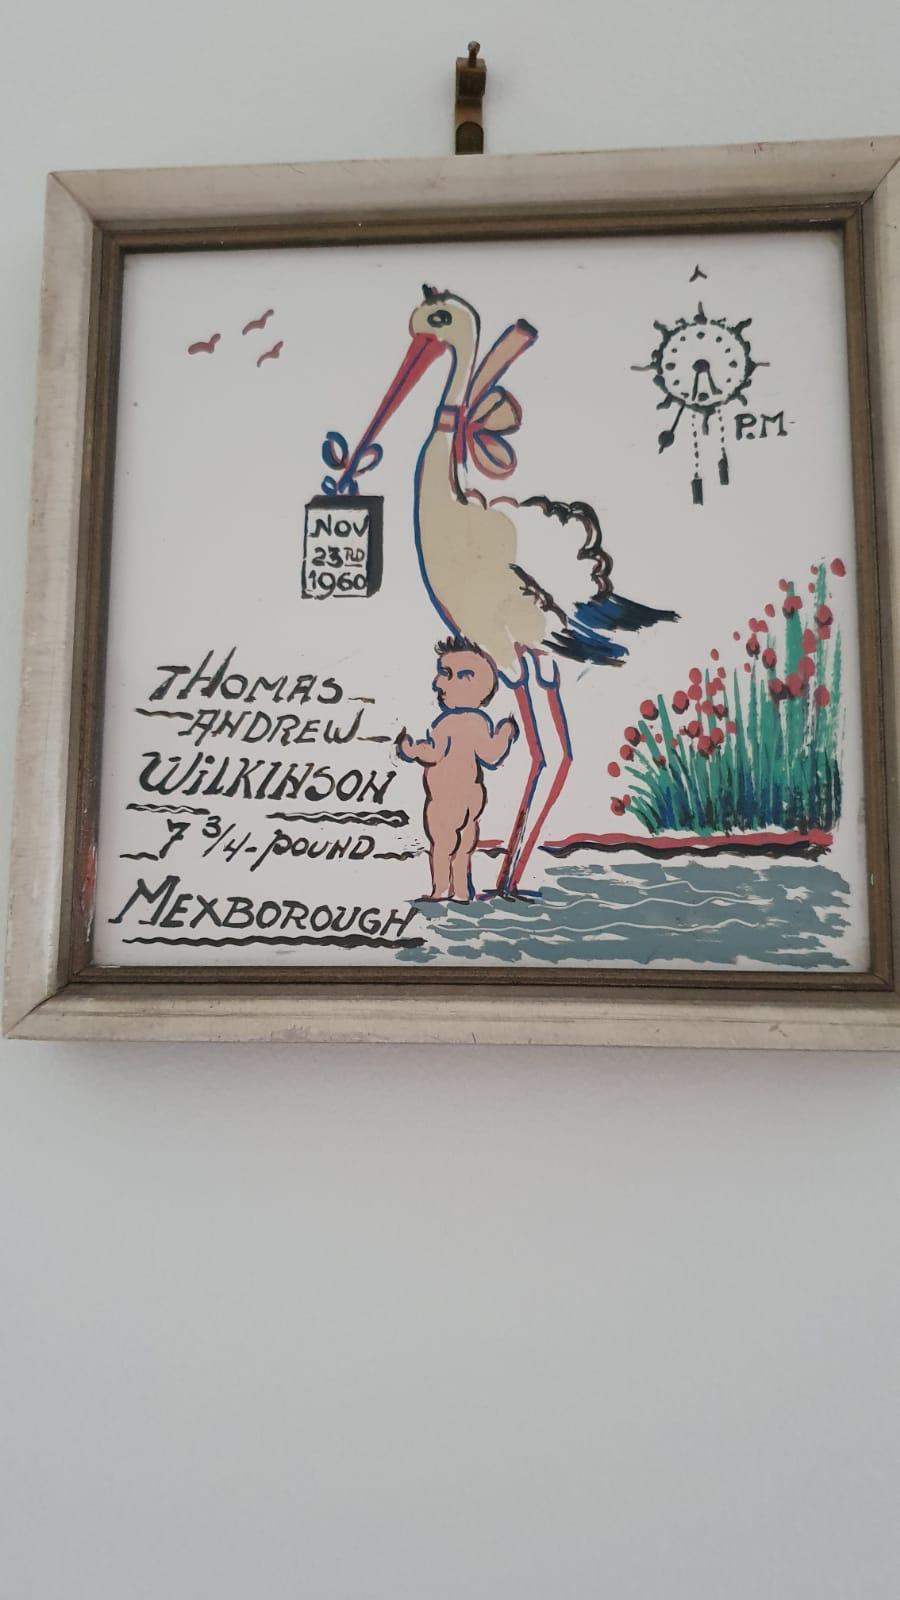 P.M.
NOV
23RD
1960
THOMAS
ANDREW
WILKINSON
7 3/4-POUND
MEXBOROUGH